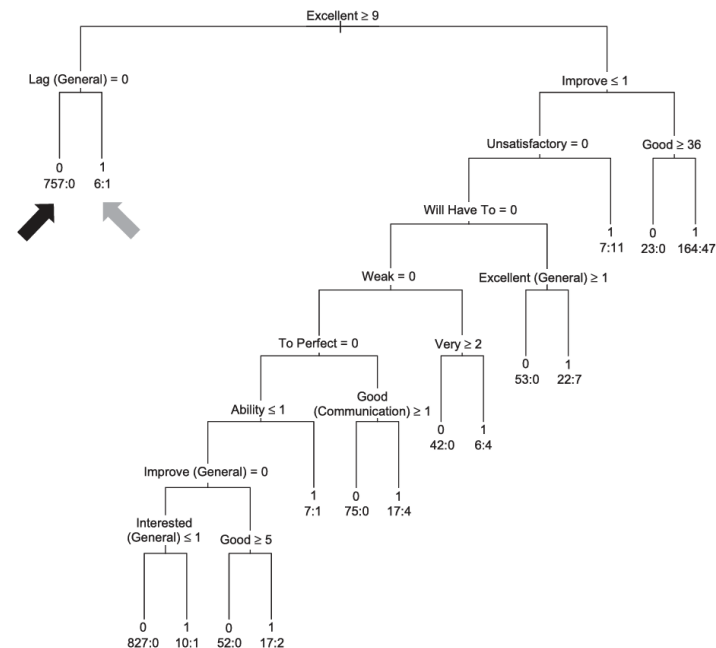 Excellent ≥ 9
Lag (General) = 0
Improve ≤ 1
Unsatisfactory = 0
Good ≥ 36
0 1
757:0 6:1
Will Have To = 0
1
7:11
0 1
23:0 164:47
Weak = 0
Excellent (General) ≥ 1
To Perfect = 0
Very ≥ 2
0 1
53:0 22:7
Ability ≤ 1
Good
(Communication) ≥ 1
0 1
42:0 6:4
Improve (General) = 0
1
7:1
0 1
75:0 17:4
Interested
(General) ≤ 1
Good ≥ 5
0 1 0 1
827:0 10:1 52:0 17:2